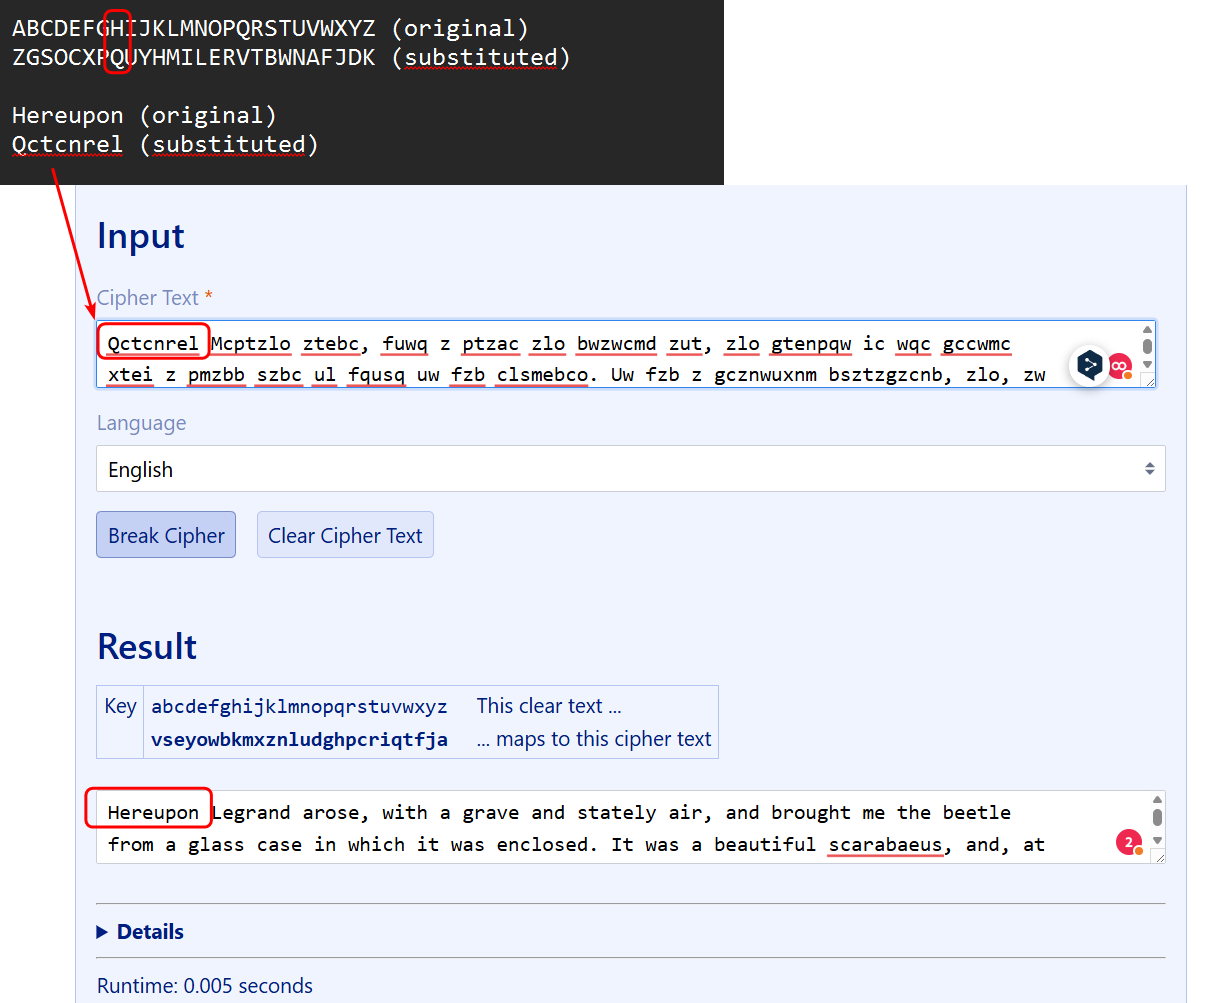 ABCDEFGHIJKLMNOPQRSTUVWXYZ (original)
ZGSOCXPQUYHMILERVTBWNAFJDK (substituted)
Hereupon (original)
Qctcnrel (substituted)
Input
Cipher Text *
Qctcnrel Mcptzlo ztebc, fuwq z ptzac zlo bwzwcmd zut, zlo gtenpqw ic wqc gccwmc
xtei z pmzbb szbc ul fqusq uw fzb clsmebco. Uw fzb z gcznwuxnm bsztzgzcnb, zlo, zw
Language
English
Break Cipher
Clear Cipher Text
Result
Key abcdefghijklmnopqrstuvwxyz This clear text ...
vseyowbkmxznludghpcriqtfja ... maps to this cipher text
Hereupon Legrand arose, with a grave and stately air, and brought me the beetle
from a glass case in which it was enclosed. It was a beautiful scarabaeus, and, at
2
Details
Runtime: 0.005 seconds